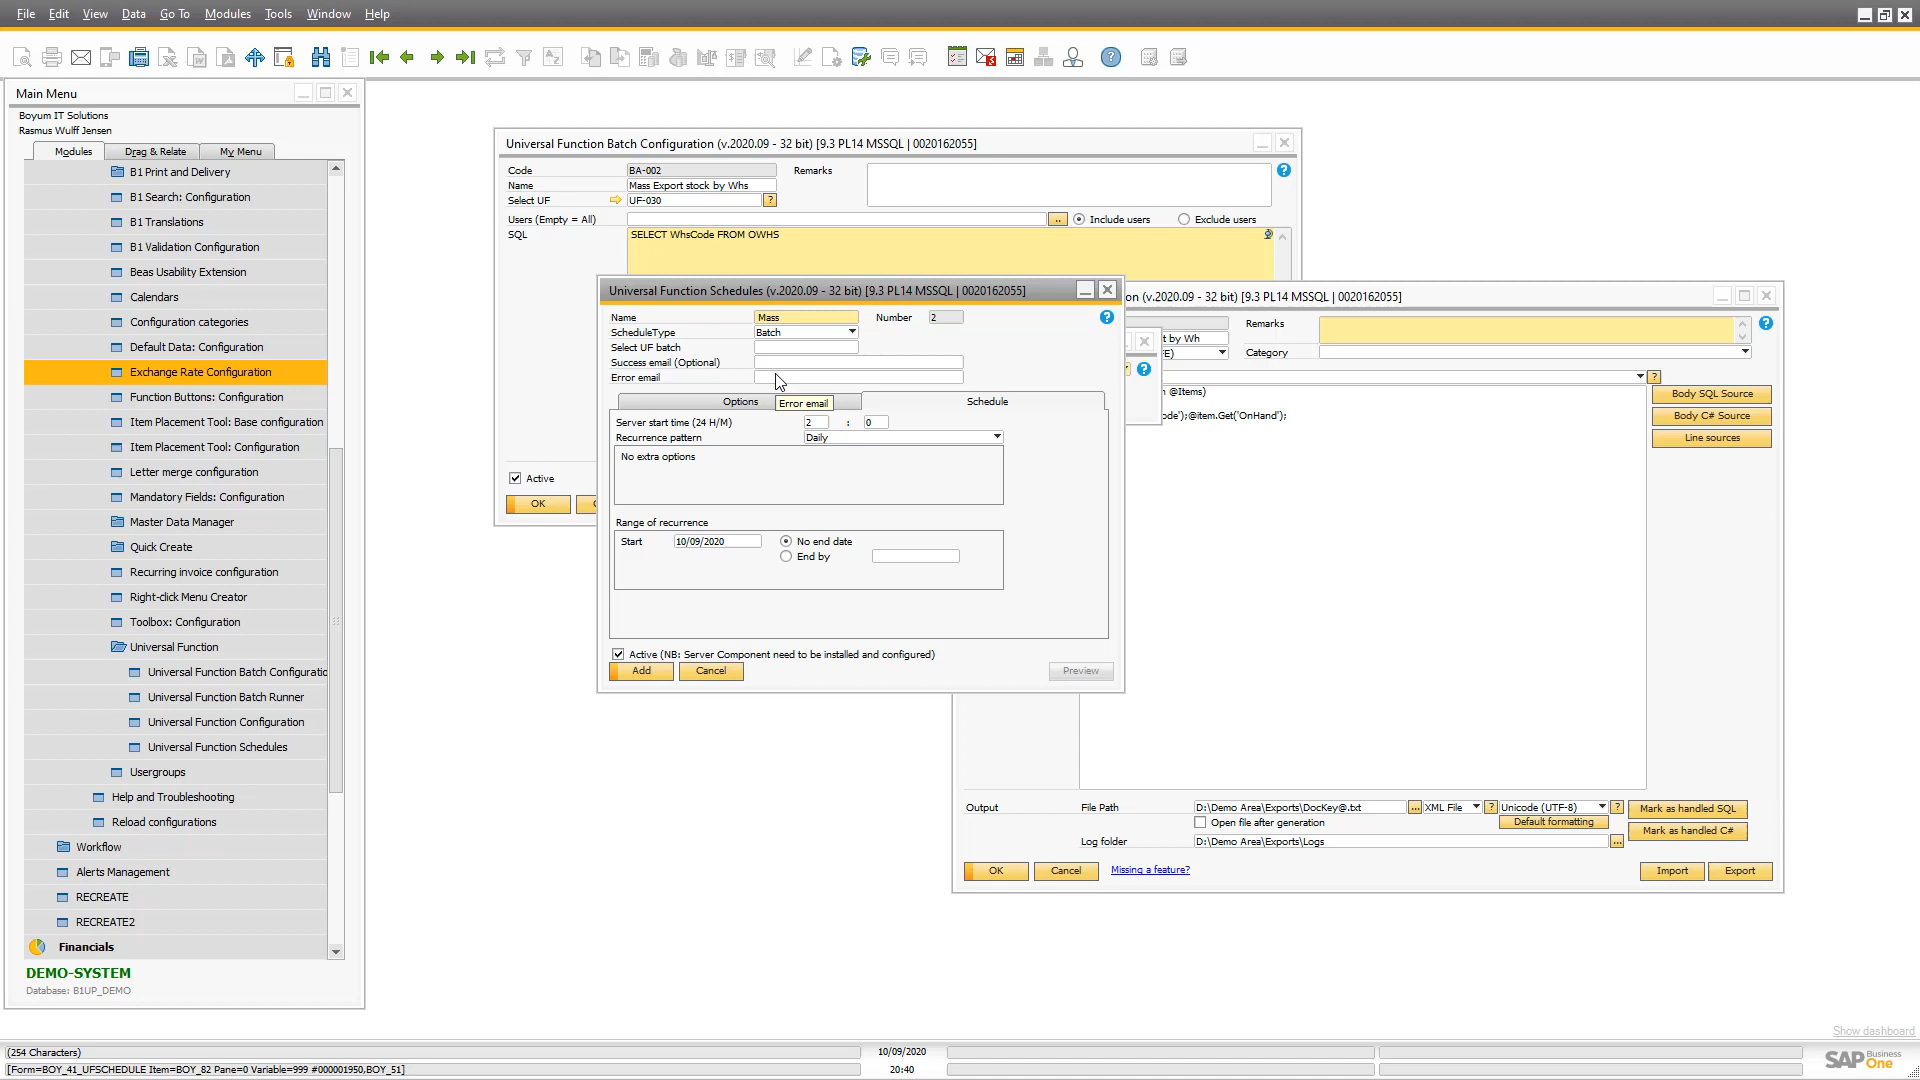 File Edit View Data Go To Modules Tools Window Help
Main Menu
Boyum IT Solutions
Rasmus Wulff Jensen
Modules Drag & Relate My Menu
B1 Print and Delivery
B1 Search: Configuration
B1 Translations
B1 Validation Configuration
Beas Usability Extension
Calendars
Configuration categories
Default Data: Configuration
Exchange Rate Configuration
Function Buttons: Configuration
Item Placement Tool: Base configuration
Item Placement Tool: Configuration
Letter merge configuration
Mandatory Fields: Configuration
Master Data Manager
Quick Create
Recurring invoice configuration
Right-click Menu Creator
Toolbox: Configuration
Universal Function
Universal Function Batch Configuratio
Universal Function Batch Runner
Universal Function Configuration
Universal Function Schedules
Usergroups
Help and Troubleshooting
Reload configurations
Workflow
Alerts Management
RECREATE
RECREATE2
Financials
DEMO-SYSTEM
Database: B1UP_DEMO
Universal Function Batch Configuration (v.2020.09 - 32 bit) [9.3 PL14 MSSQL | 0020162055]
Code BA-002 Remarks
Name Mass Export stock by Whs
Select UF UF-030 ?
Users (Empty = All) .. Include users Exclude users
SQL SELECT WhsCode FROM OWHS
Active
OK
Universal Function Schedules (v.2020.09 - 32 bit) [9.3 PL14 MSSQL | 0020162055]
Name Mass Number 2
ScheduleType Batch
Select UF batch
Success email (Optional)
Error email
Options Error email Schedule
Server start time (24 H/M) 2 : 0
Recurrence pattern Daily
No extra options
Range of recurrence
Start 10/09/2020 No end date
End by
Active (NB: Server Component need to be installed and configured)
Add Cancel Preview
on (v.2020.09 - 32 bit) [9.3 PL14 MSSQL | 0020162055]
Remarks
t by Wh
E) Category
?
n @Items)
ode');@item.Get('OnHand');
Body SQL Source
Body C# Source
Line sources
Output File Path D:\Demo Area\Exports\DocKey@.txt ... XML File ? Unicode (UTF-8) ? Mark as handled SQL
Open file after generation Default formatting
Mark as handled C#
Log folder D:\Demo Area\Exports\Logs ...
OK Cancel Missing a feature? Import Export
Show dashboard
(254 Characters) 10/09/2020
[Form=BOY_41_UFSCHEDULE Item=BOY_82 Pane=0 Variable=999 #000001950,BOY_51] 20:40
SAP Business One